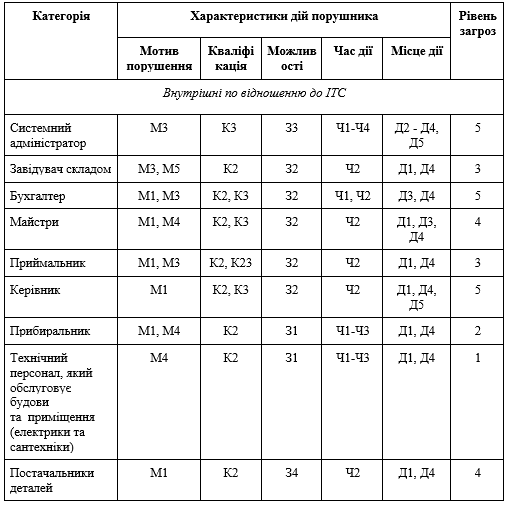 Категорія
Характеристики дій порушника
Рівень
загроз
Мотив
порушення
Кваліфі
кація
Можлив
ості
Час дії
Місце дії
Внутрішні по відношенню до ІТС
Системний
адміністратор
М3
К3
З3
Ч1-Ч4
Д2 - Д4,
Д5
5
Завідувач складом
М3, М5
К2
З2
Ч2
Д1, Д4
3
Бухгалтер
М1, М3
К2, К3
З2
Ч1, Ч2
Д3, Д4
5
Майстри
М1, М4
К2, К3
З2
Ч2
Д1, Д3,
Д4
4
Приймальник
М1, М3
К2, К23
З2
Ч2
Д1, Д4
3
Керівник
М1
К2, К3
З2
Ч2
Д1, Д4,
Д5
5
Прибиральник
М1, М4
К2
З1
Ч1-Ч3
Д1, Д4
2
Технічний
персонал, який
обслуговує
будови
та приміщення
(електрики та
сантехніки)
М4
К2
З1
Ч1-Ч3
Д1, Д4
1
Постачальники
деталей
М1
К2
З4
Ч2
Д1, Д4
4